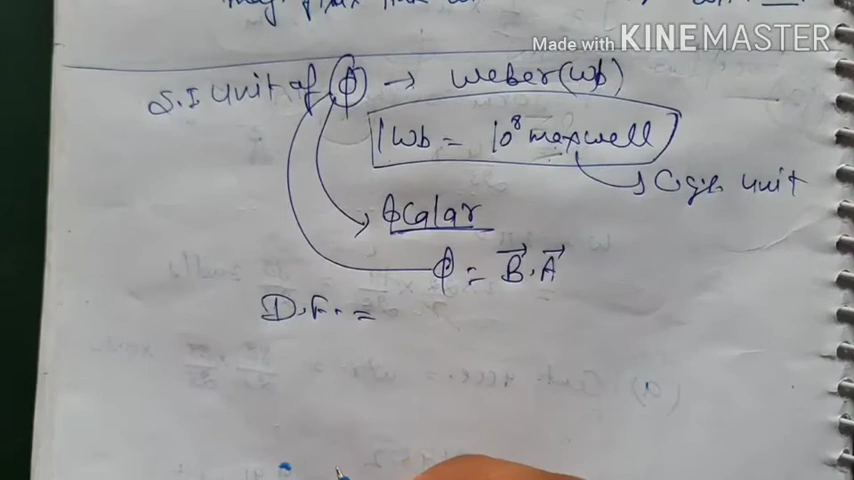 Made with KINEMASTER
S.I unit of ϕ → weber(wb)
1wb = 10⁸ maxwell
C.g.s. unit
Scalar
ϕ = B⃗.A⃗
D.F. =